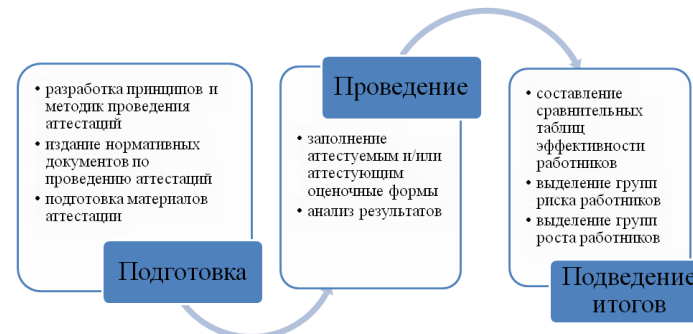 • разработка принципов и
методик проведения
аттестаций
• издание нормативных
документов по
проведению аттестаций
• подготовка материалов
аттестации
Подготовка
Проведение
• заполнение
аттестуемым и/или
аттестующим
оценочные формы
• анализ результатов
• составление
сравнительных
таблиц
эффективности
работников
• выделение групп
риска работников
• выделение групп
роста работников
Подведение
итогов